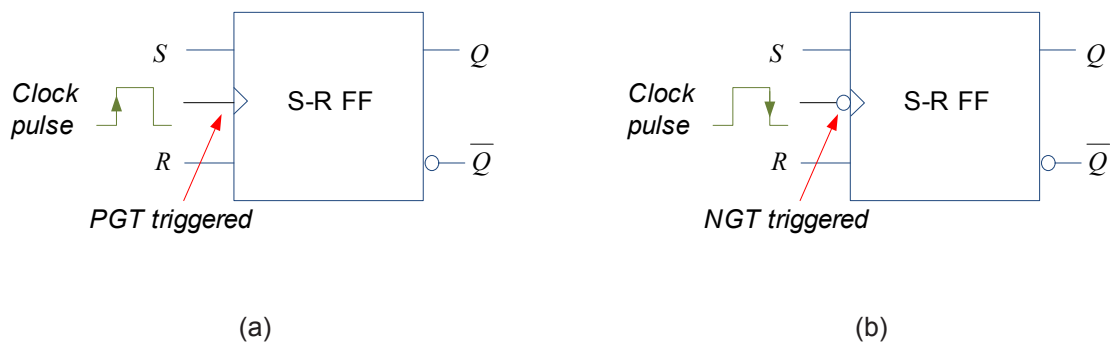 S
Q
Clock
pulse
S-R FF
R
Q̅
PGT triggered
(a)
S
Q
Clock
pulse
S-R FF
R
Q̅
NGT triggered
(b)